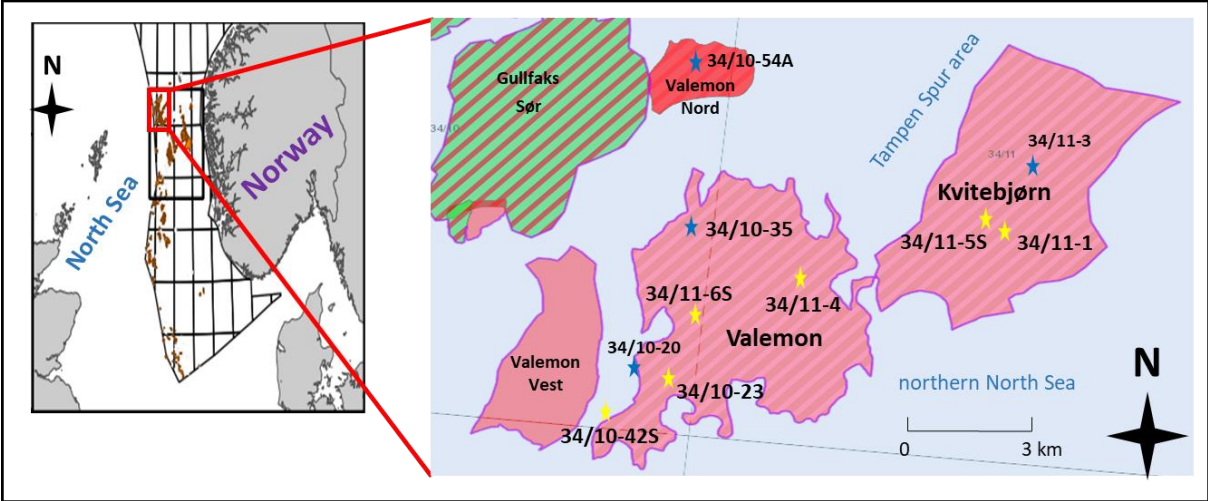 N
North Sea
Norway
Gullfaks
Sør
34/10
34/10-54A
Valemon
Nord
Tampen Spur area
34/11
34/11-3
Kvitebjørn
34/11-5S
34/11-1
34/10-35
34/11-6S
34/11-4
Valemon
34/10-20
Valemon
Vest
34/10-23
34/10-42S
northern North Sea
0
3 km
N